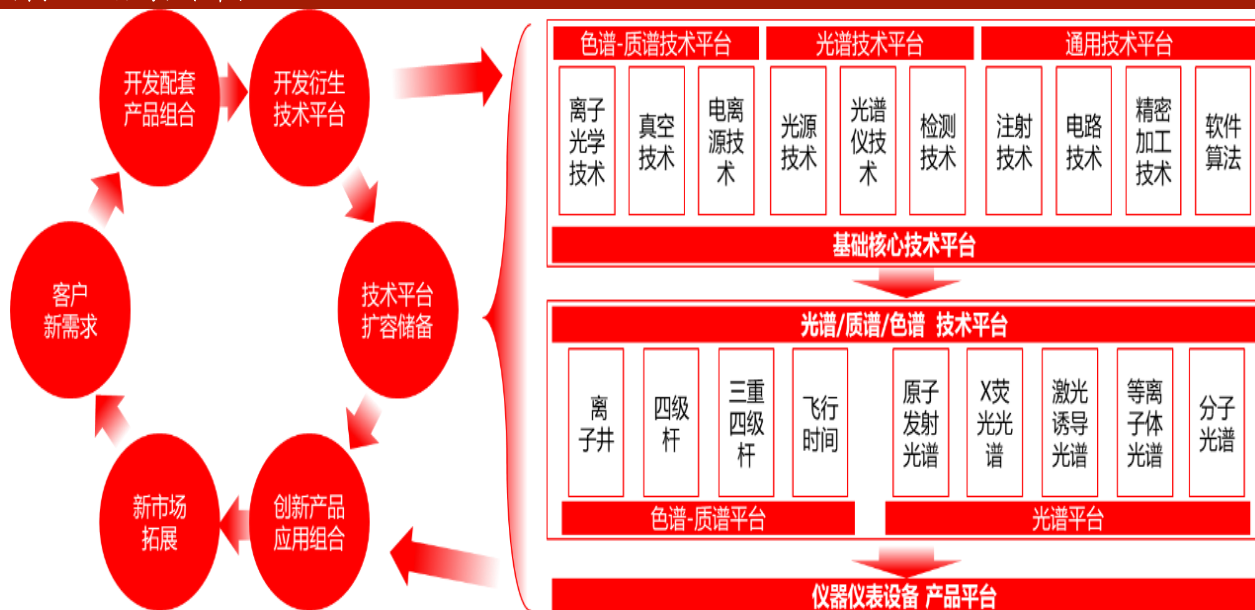 开发配套
产品组合
开发衍生
技术平台
客户
新需求
技术平台
扩容储备
新市场
拓展
创新产品
应用组合
色谱-质谱技术平台
光谱技术平台
通用技术平台
离子
光学
技术
真空
技术
电离
源技
术
光源
技术
光谱
仪技
术
检测
技术
注射
技术
电路
技术
精密
加工
技术
软件
算法
基础核心技术平台
光谱/质谱/色谱 技术平台
离
子井
四级
杆
三重
四级
杆
飞行
时间
原子
发射
光谱
X荧
光光
谱
激光
诱导
光谱
等离
子体
光谱
分子
光谱
色谱-质谱平台
光谱平台
仪器仪表设备 产品平台